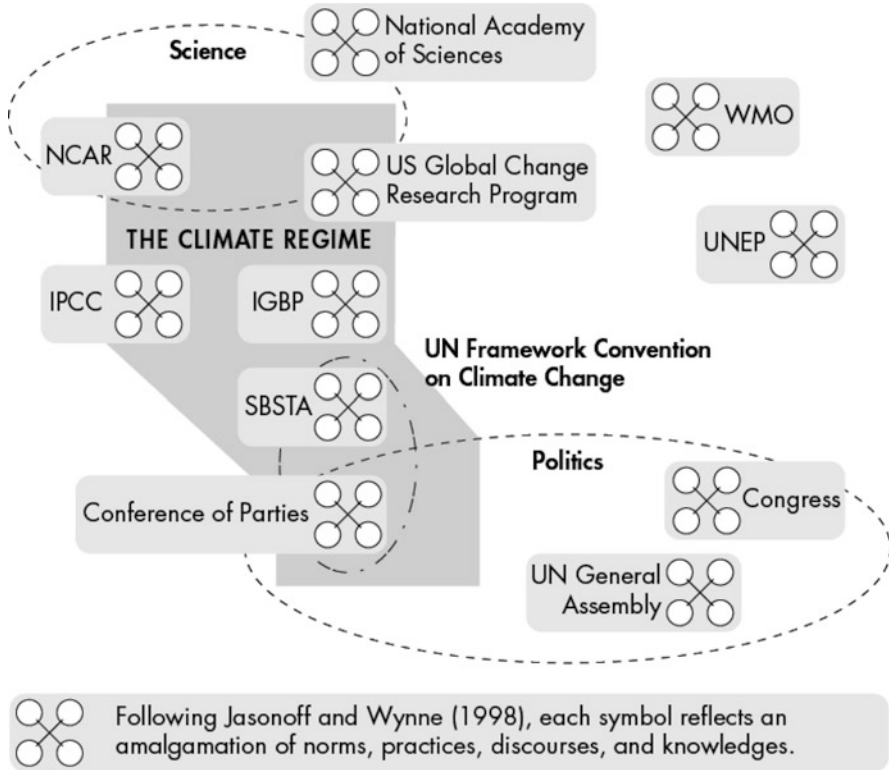 Science
National Academy
of Sciences
WMO
NCAR
US Global Change
Research Program
UNEP
THE CLIMATE REGIME
IPCC
IGBP
UN Framework Convention
on Climate Change
SBSTA
Politics
Conference of Parties
Congress
UN General
Assembly
Following Jasonoff and Wynne (1998), each symbol reflects an
amalgamation of norms, practices, discourses, and knowledges.